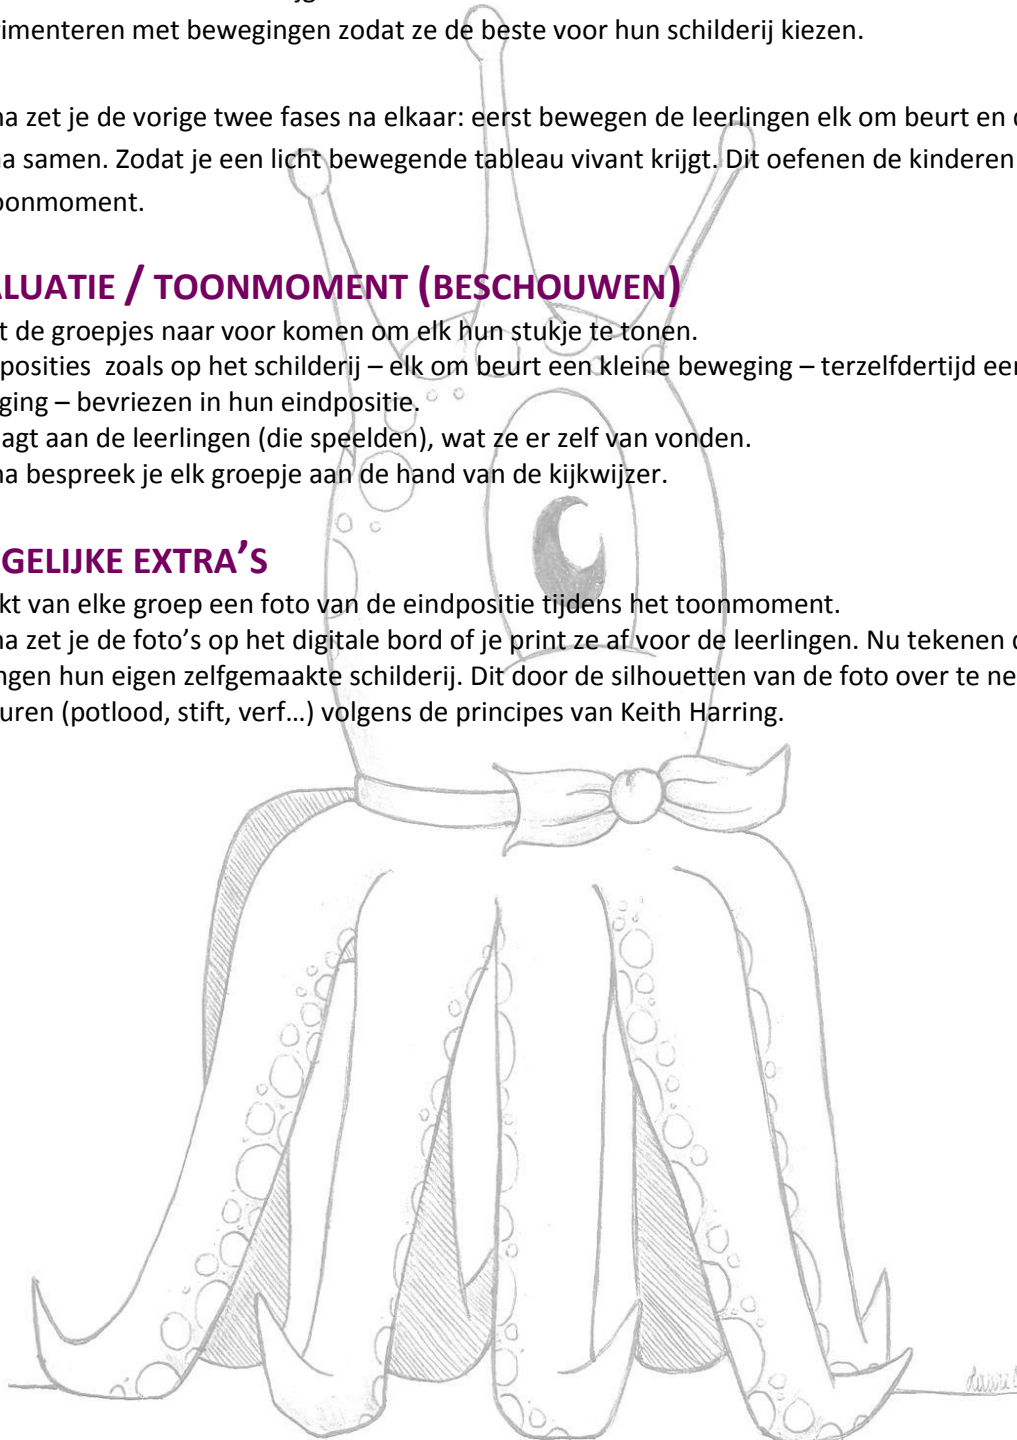 rimenteren met bewegingen zodat ze de beste voor hun schilderij kiezen.
na zet je de vorige twee fases na elkaar: eerst bewegen de leerlingen elk om beurt en
na samen. Zodat je een licht bewegende tableau vivant krijgt. Dit oefenen de kinderen
oonmoment.
ALUATIE / TOONMOMENT (BESCHOUWEN)
t de groepjes naar voor komen om elk hun stukje te tonen.
posities zoals op het schilderij – elk om beurt een kleine beweging – terzelfdertijd een
ging – bevriezen in hun eindpositie.
aagt aan de leerlingen (die speelden), wat ze er zelf van vonden.
na bespreek je elk groepje aan de hand van de kijkwijzer.
GELIJKE EXTRA'S
kt van elke groep een foto van de eindpositie tijdens het toonmoment.
na zet je de foto's op het digitale bord of je print ze af voor de leerlingen. Nu tekenen
ngen hun eigen zelfgemaakte schilderij. Dit door de silhouetten van de foto over te ne
uren (potlood, stift, verf…) volgens de principes van Keith Harring.